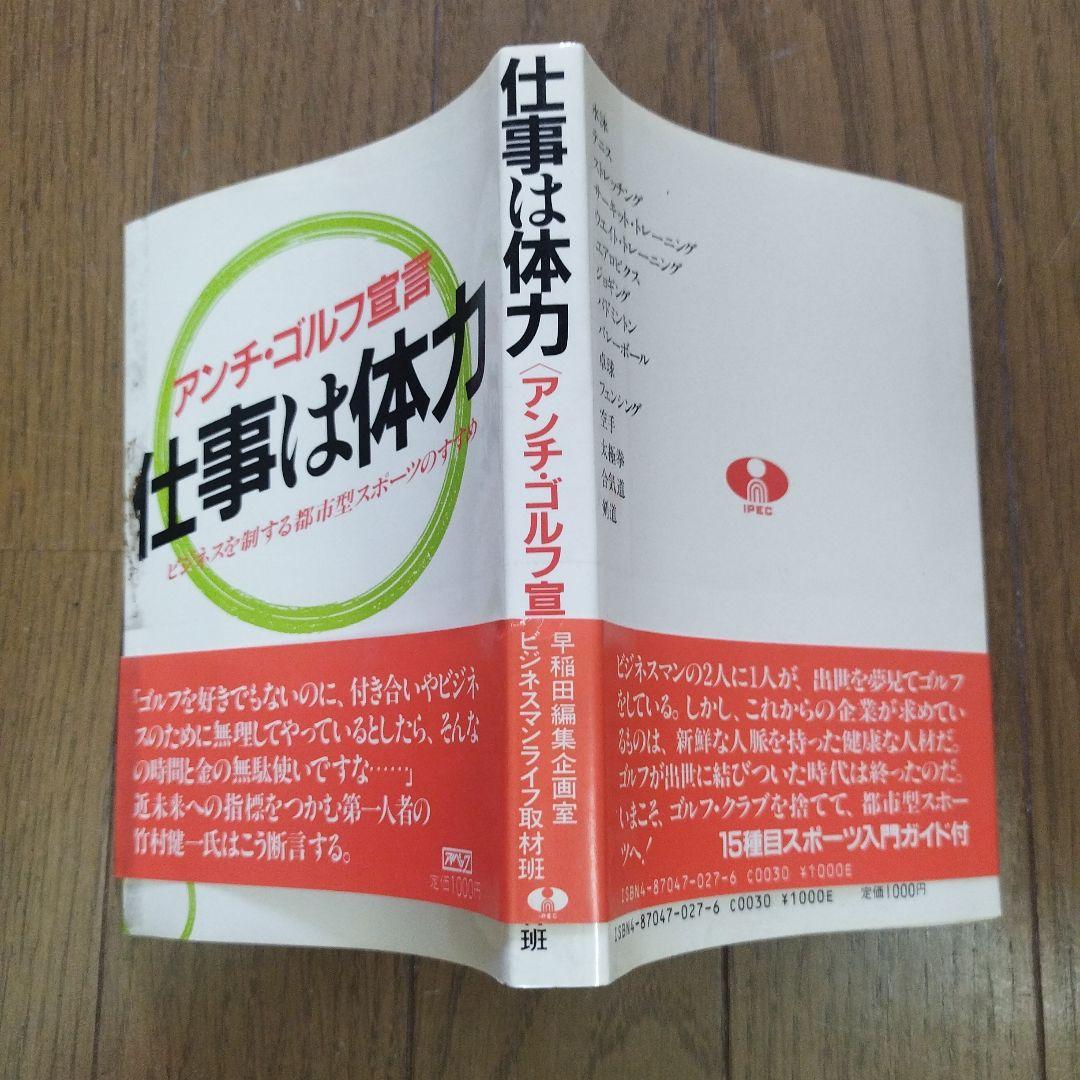 アンチ・ゴルフ宣言
仕事は体力
ビジネスを制する都市型スポーツのすすめ
「ゴルフを好きでもないのに、付き合いやビジネ
スのために無理してやっているとしたら、そんな
の時間と金の無駄使いですな……」
近未来への指標をつかむ第一人者の
竹村健一氏はこう断言する。
アイペック
定価1000円
仕事は体力
〈アンチ・ゴルフ宣
早稲田編集企画室
ビジネスマンライフ取材班
IPEC
班
水泳
テニス
ストレッチング
サーキット・トレーニング
ウエイト・トレーニング
エアロビクス
ジョギング
バドミントン
バレーボール
卓球
フェンシング
空手
太極拳
合気道
剣道
IPEC
ビジネスマンの2人に1人が、出世を夢見てゴルフ
をしている。しかし、これからの企業が求めてい
るものは、新鮮な人脈を持った健康な人材だ。
ゴルフが出世に結びついた時代は終ったのだ。
いまこそ、ゴルフ・クラブを捨てて、都市型スポー
ツへ!
15種目スポーツ入門ガイド付
ISBN4-87047-027-6 C0030 ¥1000E
定価1000円
ISBN4-87047-027-6 C0030 ¥1000E